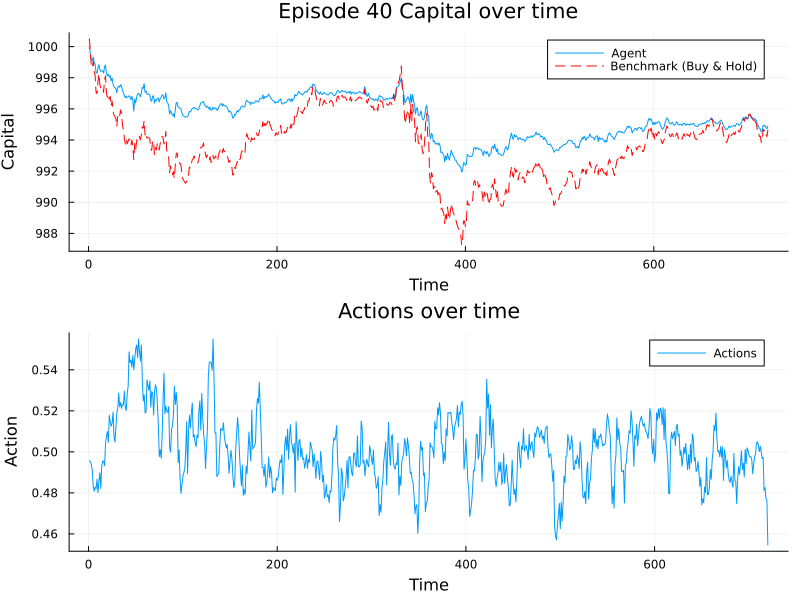 Episode 40 Capital over time
1000
998
996
994
992
990
988
Capital
Agent
Benchmark (Buy & Hold)
0
200
400
600
Time
Actions over time
0.54
0.52
0.50
0.48
0.46
Action
Actions
0
200
400
600
Time